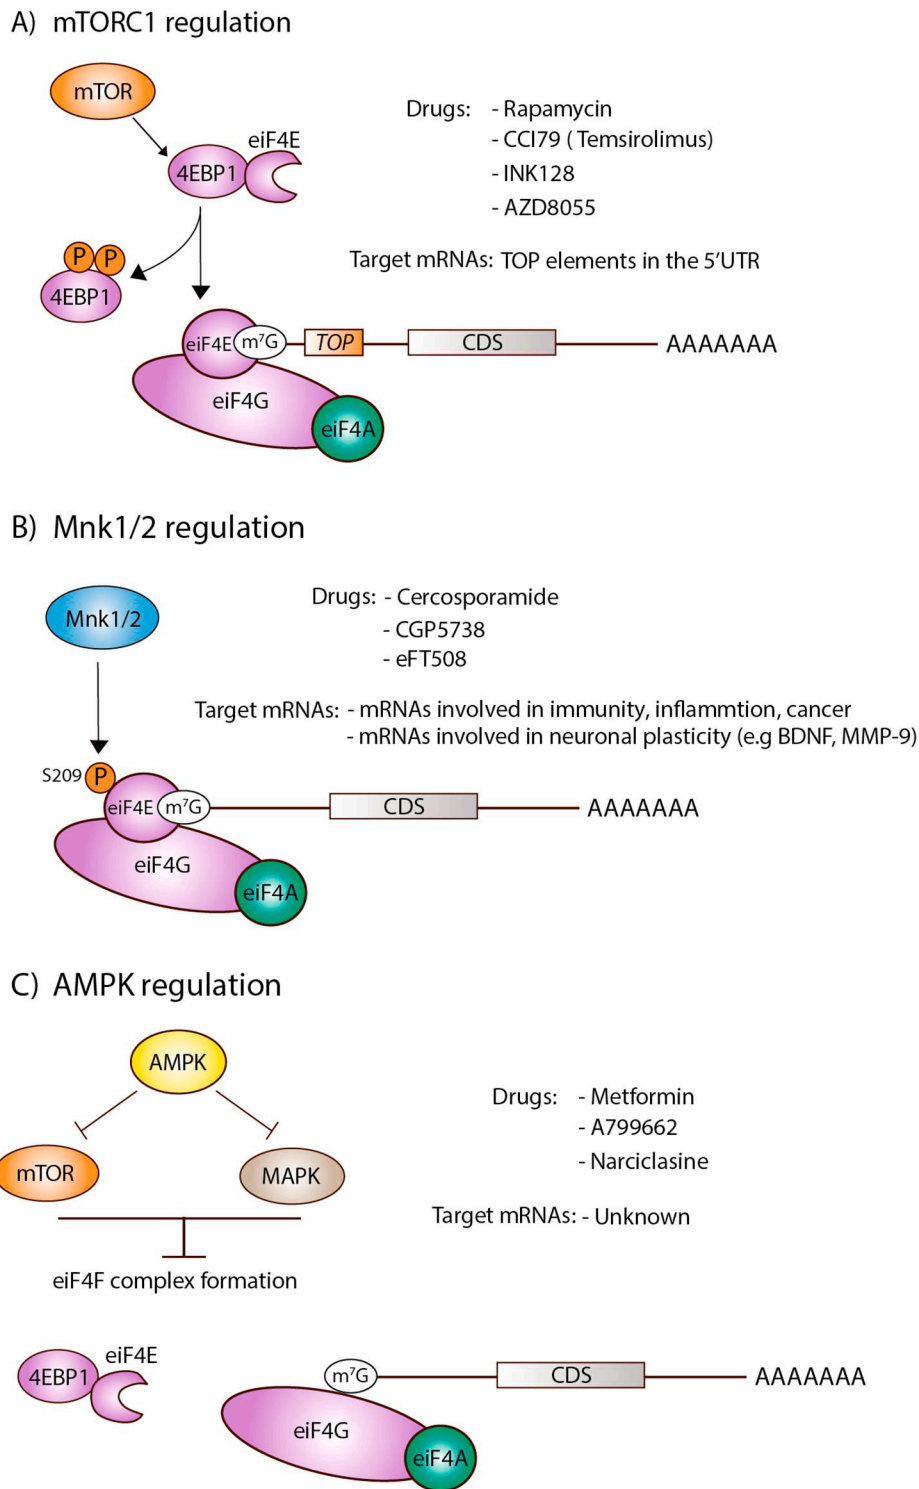 A) mTORC1 regulation
mTOR
Drugs: - Rapamycin
- CCI79 ( Temsirolimus)
- INK128
- AZD8055
eiF4E
4EBP1
P P
4EBP1
Target mRNAs: TOP elements in the 5'UTR
eiF4E m⁷G TOP CDS AAAAAAA
eiF4G
eiF4A
B) Mnk1/2 regulation
Mnk1/2
Drugs: - Cercosporamide
- CGP5738
- eFT508
Target mRNAs: - mRNAs involved in immunity, inflammtion, cancer
- mRNAs involved in neuronal plasticity (e.g BDNF, MMP-9)
S209 P
eiF4E m⁷G CDS AAAAAAA
eiF4G
eiF4A
C) AMPK regulation
AMPK
Drugs: - Metformin
- A799662
- Narciclasine
mTOR MAPK
Target mRNAs: - Unknown
eiF4F complex formation
eiF4E
4EBP1
m⁷G CDS AAAAAAA
eiF4G
eiF4A